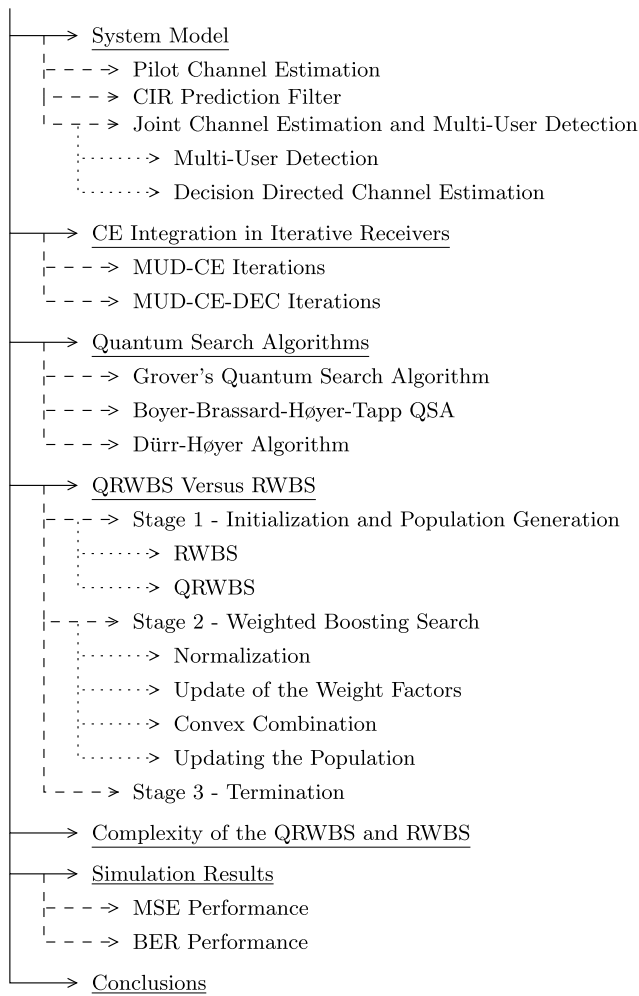 System Model
Pilot Channel Estimation
CIR Prediction Filter
Joint Channel Estimation and Multi-User Detection
Multi-User Detection
Decision Directed Channel Estimation
CE Integration in Iterative Receivers
MUD-CE Iterations
MUD-CE-DEC Iterations
Quantum Search Algorithms
Grover's Quantum Search Algorithm
Boyer-Brassard-Høyer-Tapp QSA
Dürr-Høyer Algorithm
QRWBS Versus RWBS
Stage 1 - Initialization and Population Generation
RWBS
QRWBS
Stage 2 - Weighted Boosting Search
Normalization
Update of the Weight Factors
Convex Combination
Updating the Population
Stage 3 - Termination
Complexity of the QRWBS and RWBS
Simulation Results
MSE Performance
BER Performance
Conclusions